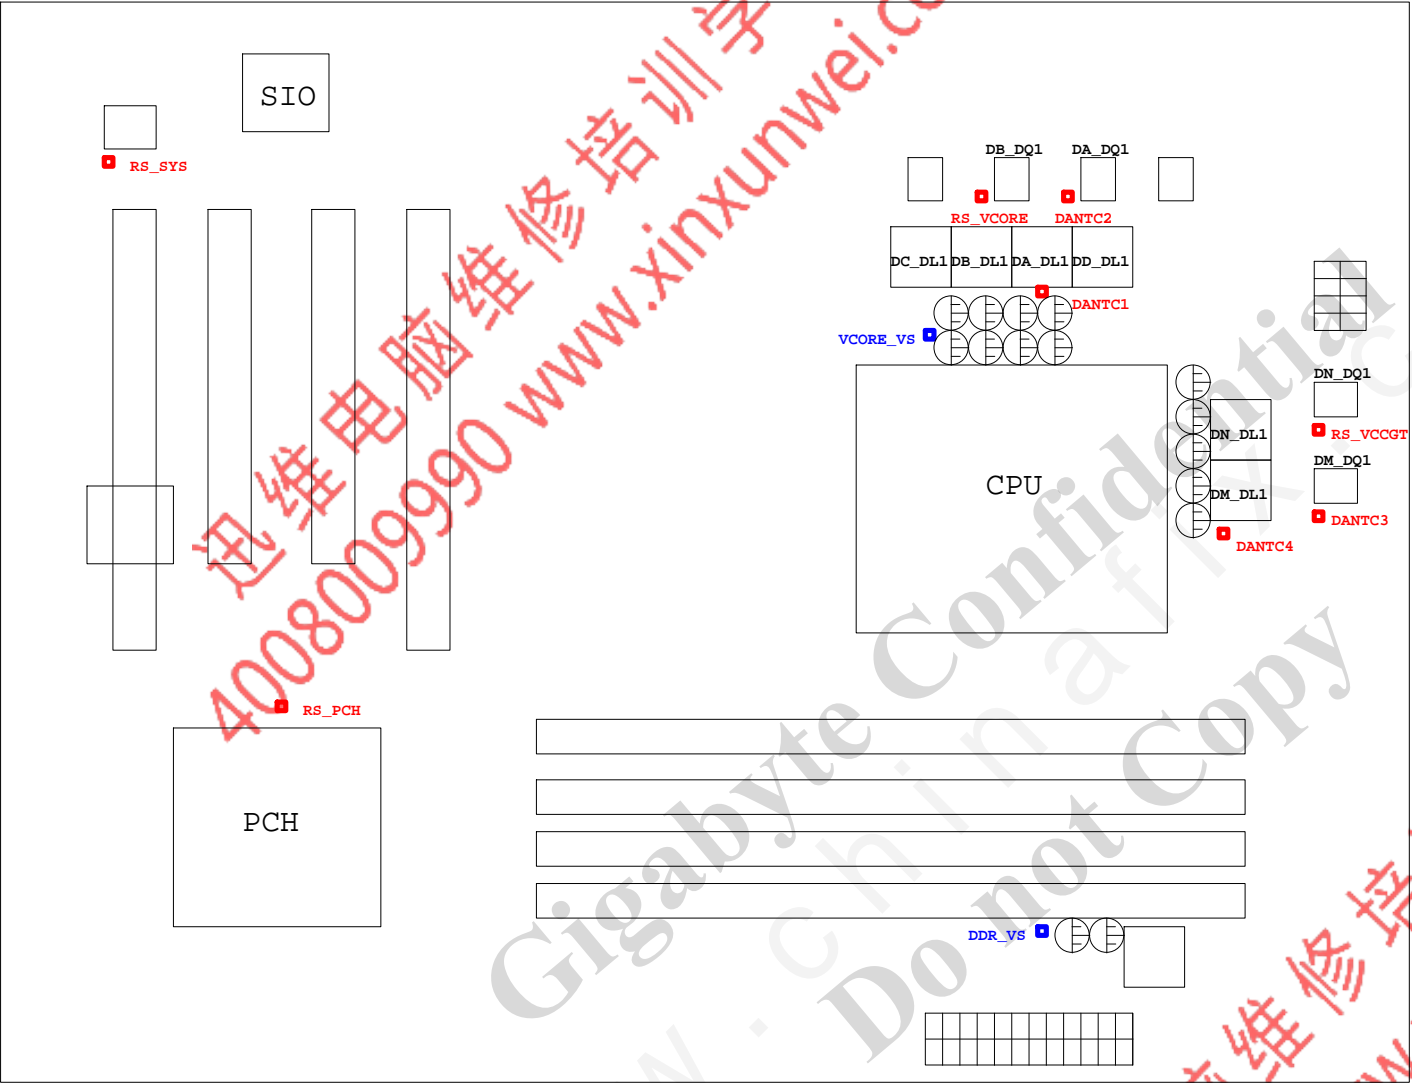 SIO
RS_SYS
DB_DQ1
DA_DQ1
RS_VCORE
DANTC2
DC_DL1
DB_DL1
DA_DL1
DD_DL1
DANTC1
VCORE_VS
DN_DQ1
RS_VCCGT
DN_DL1
DM_DQ1
DM_DL1
DANTC3
DANTC4
CPU
RS_PCH
PCH
DDR_VS
迅维电脑维修培训学
4008009990 www.xinxunwei.co
Gigabyte Confidential
Do not Copy
w.chinafix.c
维修培